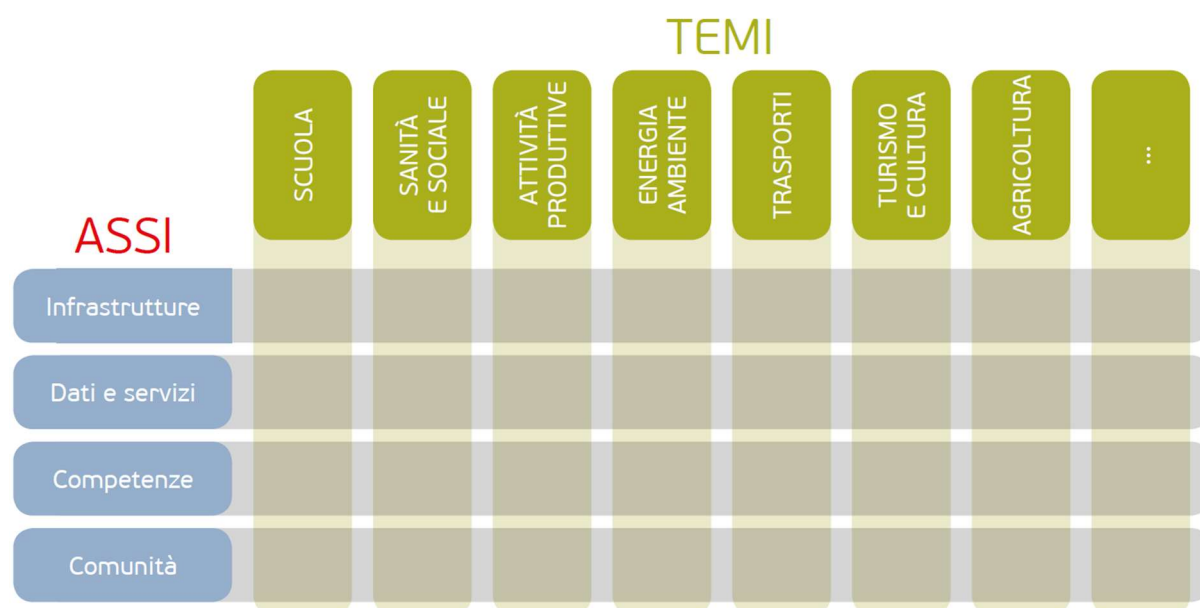 TEMI
SCUOLA
SANITÀ
E SOCIALE
ATTIVITÀ
PRODUTTIVE
ENERGIA
AMBIENTE
TRASPORTI
TURISMO
E CULTURA
AGRICOLTURA
...
ASSI
Infrastrutture
Dati e servizi
Competenze
Comunità